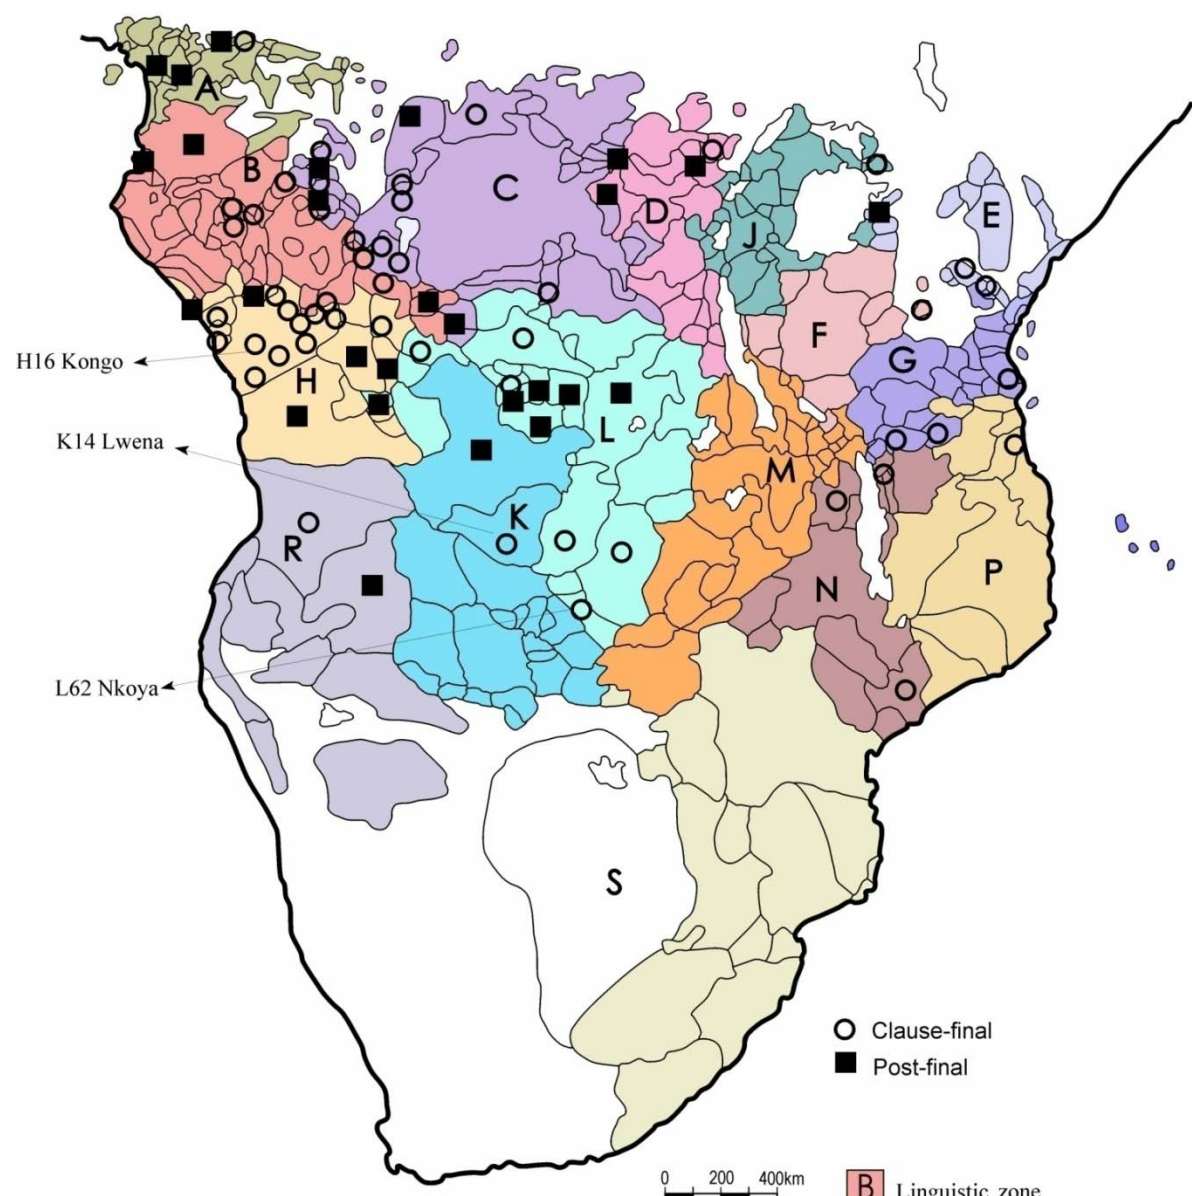 A
B
C
D
E
J
F
G
H16 Kongo
H
K14 Lwena
L
M
K
R
N
P
L62 Nkoya
S
Clause-final
Post-final
0 200 400km
B Linguistic zone